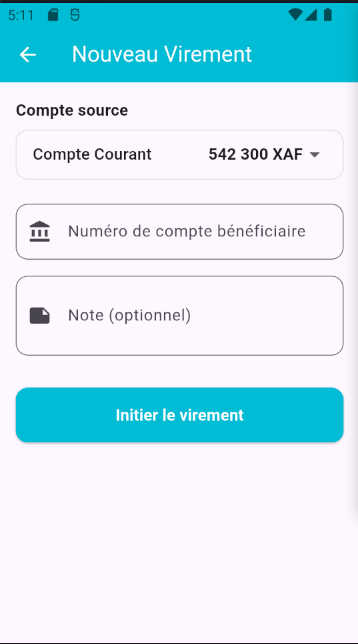 5:11
Nouveau Virement
Compte source
Compte Courant 542 300 XAF
Numéro de compte bénéficiaire
Note (optionnel)
Initier le virement